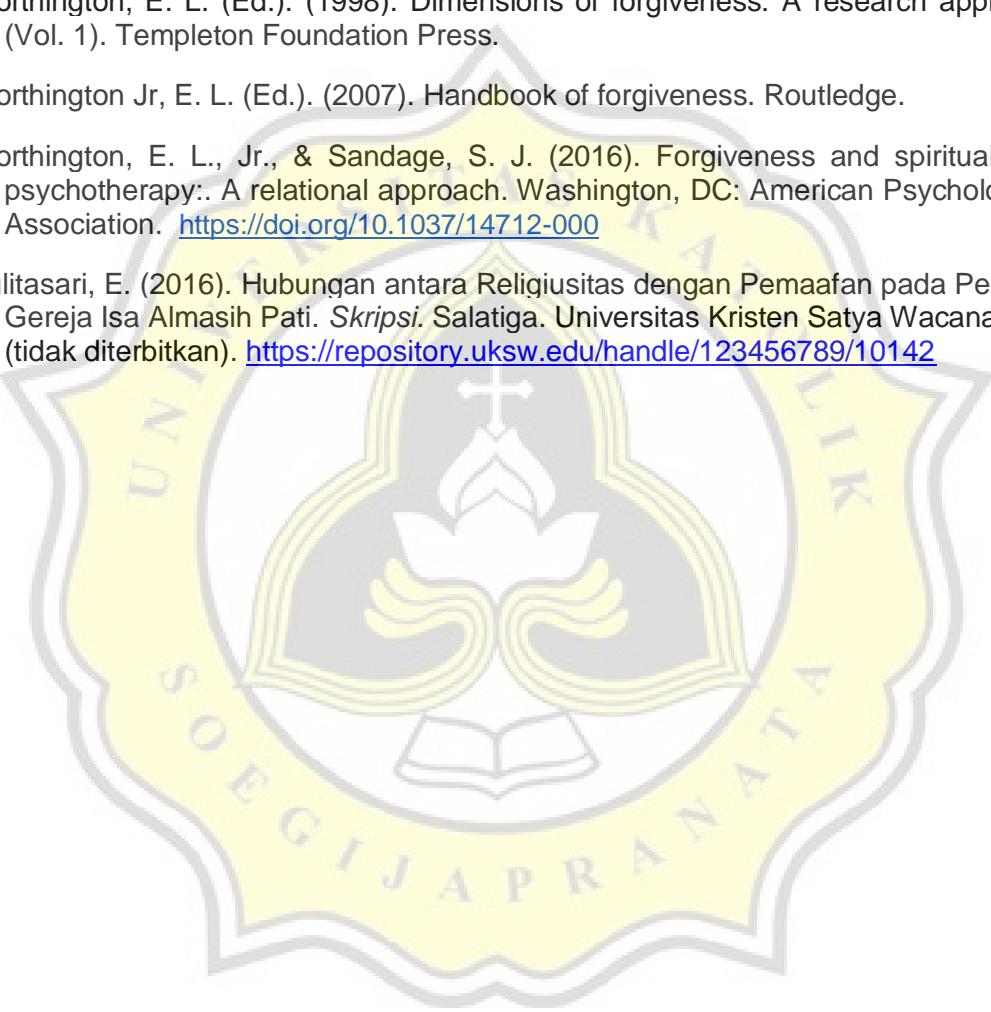 orthington, E. L. (Ed.). (1998). Dimensions of forgiveness: A research appr
(Vol. 1). Templeton Foundation Press.
orthington Jr, E. L. (Ed.). (2007). Handbook of forgiveness. Routledge.
orthington, E. L., Jr., & Sandage, S. J. (2016). Forgiveness and spiritual
psychotherapy:. A relational approach. Washington, DC: American Psycholo
Association. https://doi.org/10.1037/14712-000
litasari, E. (2016). Hubungan antara Religiusitas dengan Pemaafan pada Pe
Gereja Isa Almasih Pati. Skripsi. Salatiga. Universitas Kristen Satya Wacana
(tidak diterbitkan). https://repository.uksw.edu/handle/123456789/10142
UNIVERSITAS KATOLIK
SOEGIJAPRANATA